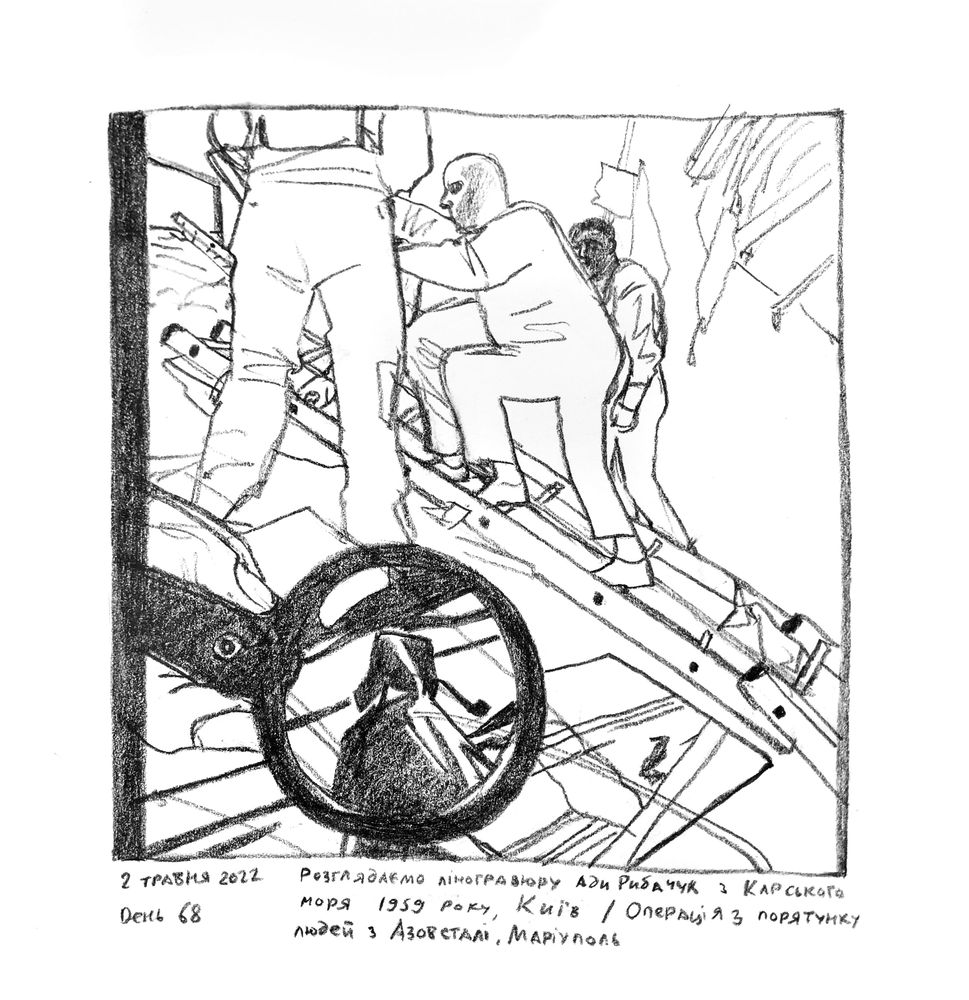 2 травня 2022
День 68
Розглядаємо ліногравюру Ади Рибачук з Карського
моря 1959 року, Київ / Операція з порятунку
людей з Азовсталі, Маріуполь